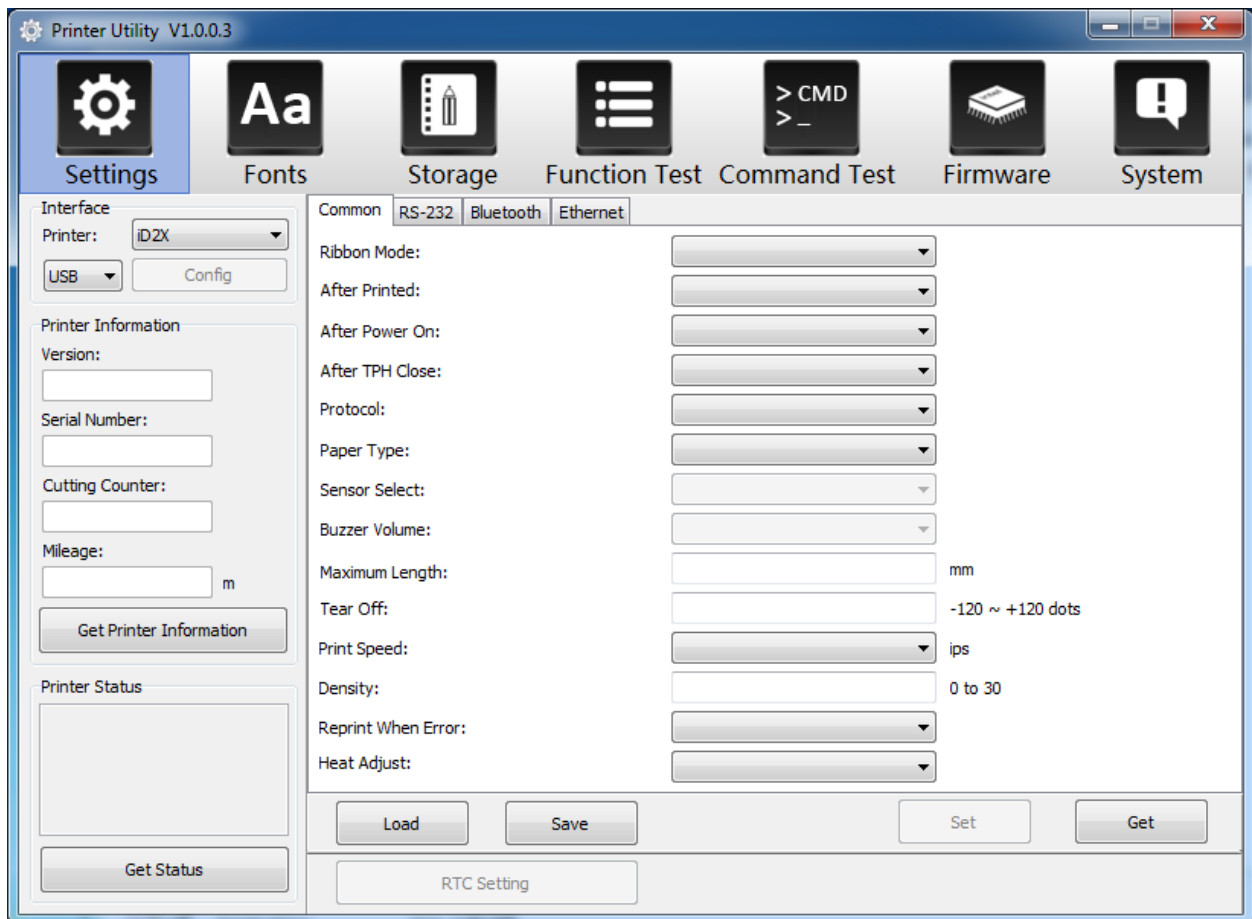 Printer Utility V1.0.0.3
Aa
> CMD
> _
Settings
Fonts
Storage
Function Test
Command Test
Firmware
System
Interface
Printer:
iD2X
USB
Config
Printer Information
Version:
Serial Number:
Cutting Counter:
Mileage:
m
Get Printer Information
Printer Status
Get Status
Common
RS-232
Bluetooth
Ethernet
Ribbon Mode:
After Printed:
After Power On:
After TPH Close:
Protocol:
Paper Type:
Sensor Select:
Buzzer Volume:
Maximum Length: mm
Tear Off: -120 ~ +120 dots
Print Speed: ips
Density: 0 to 30
Reprint When Error:
Heat Adjust:
Load
Save
Set
Get
RTC Setting